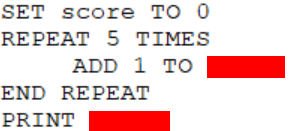 SET score TO 0
REPEAT 5 TIMES
ADD 1 TO
END REPEAT
PRINT